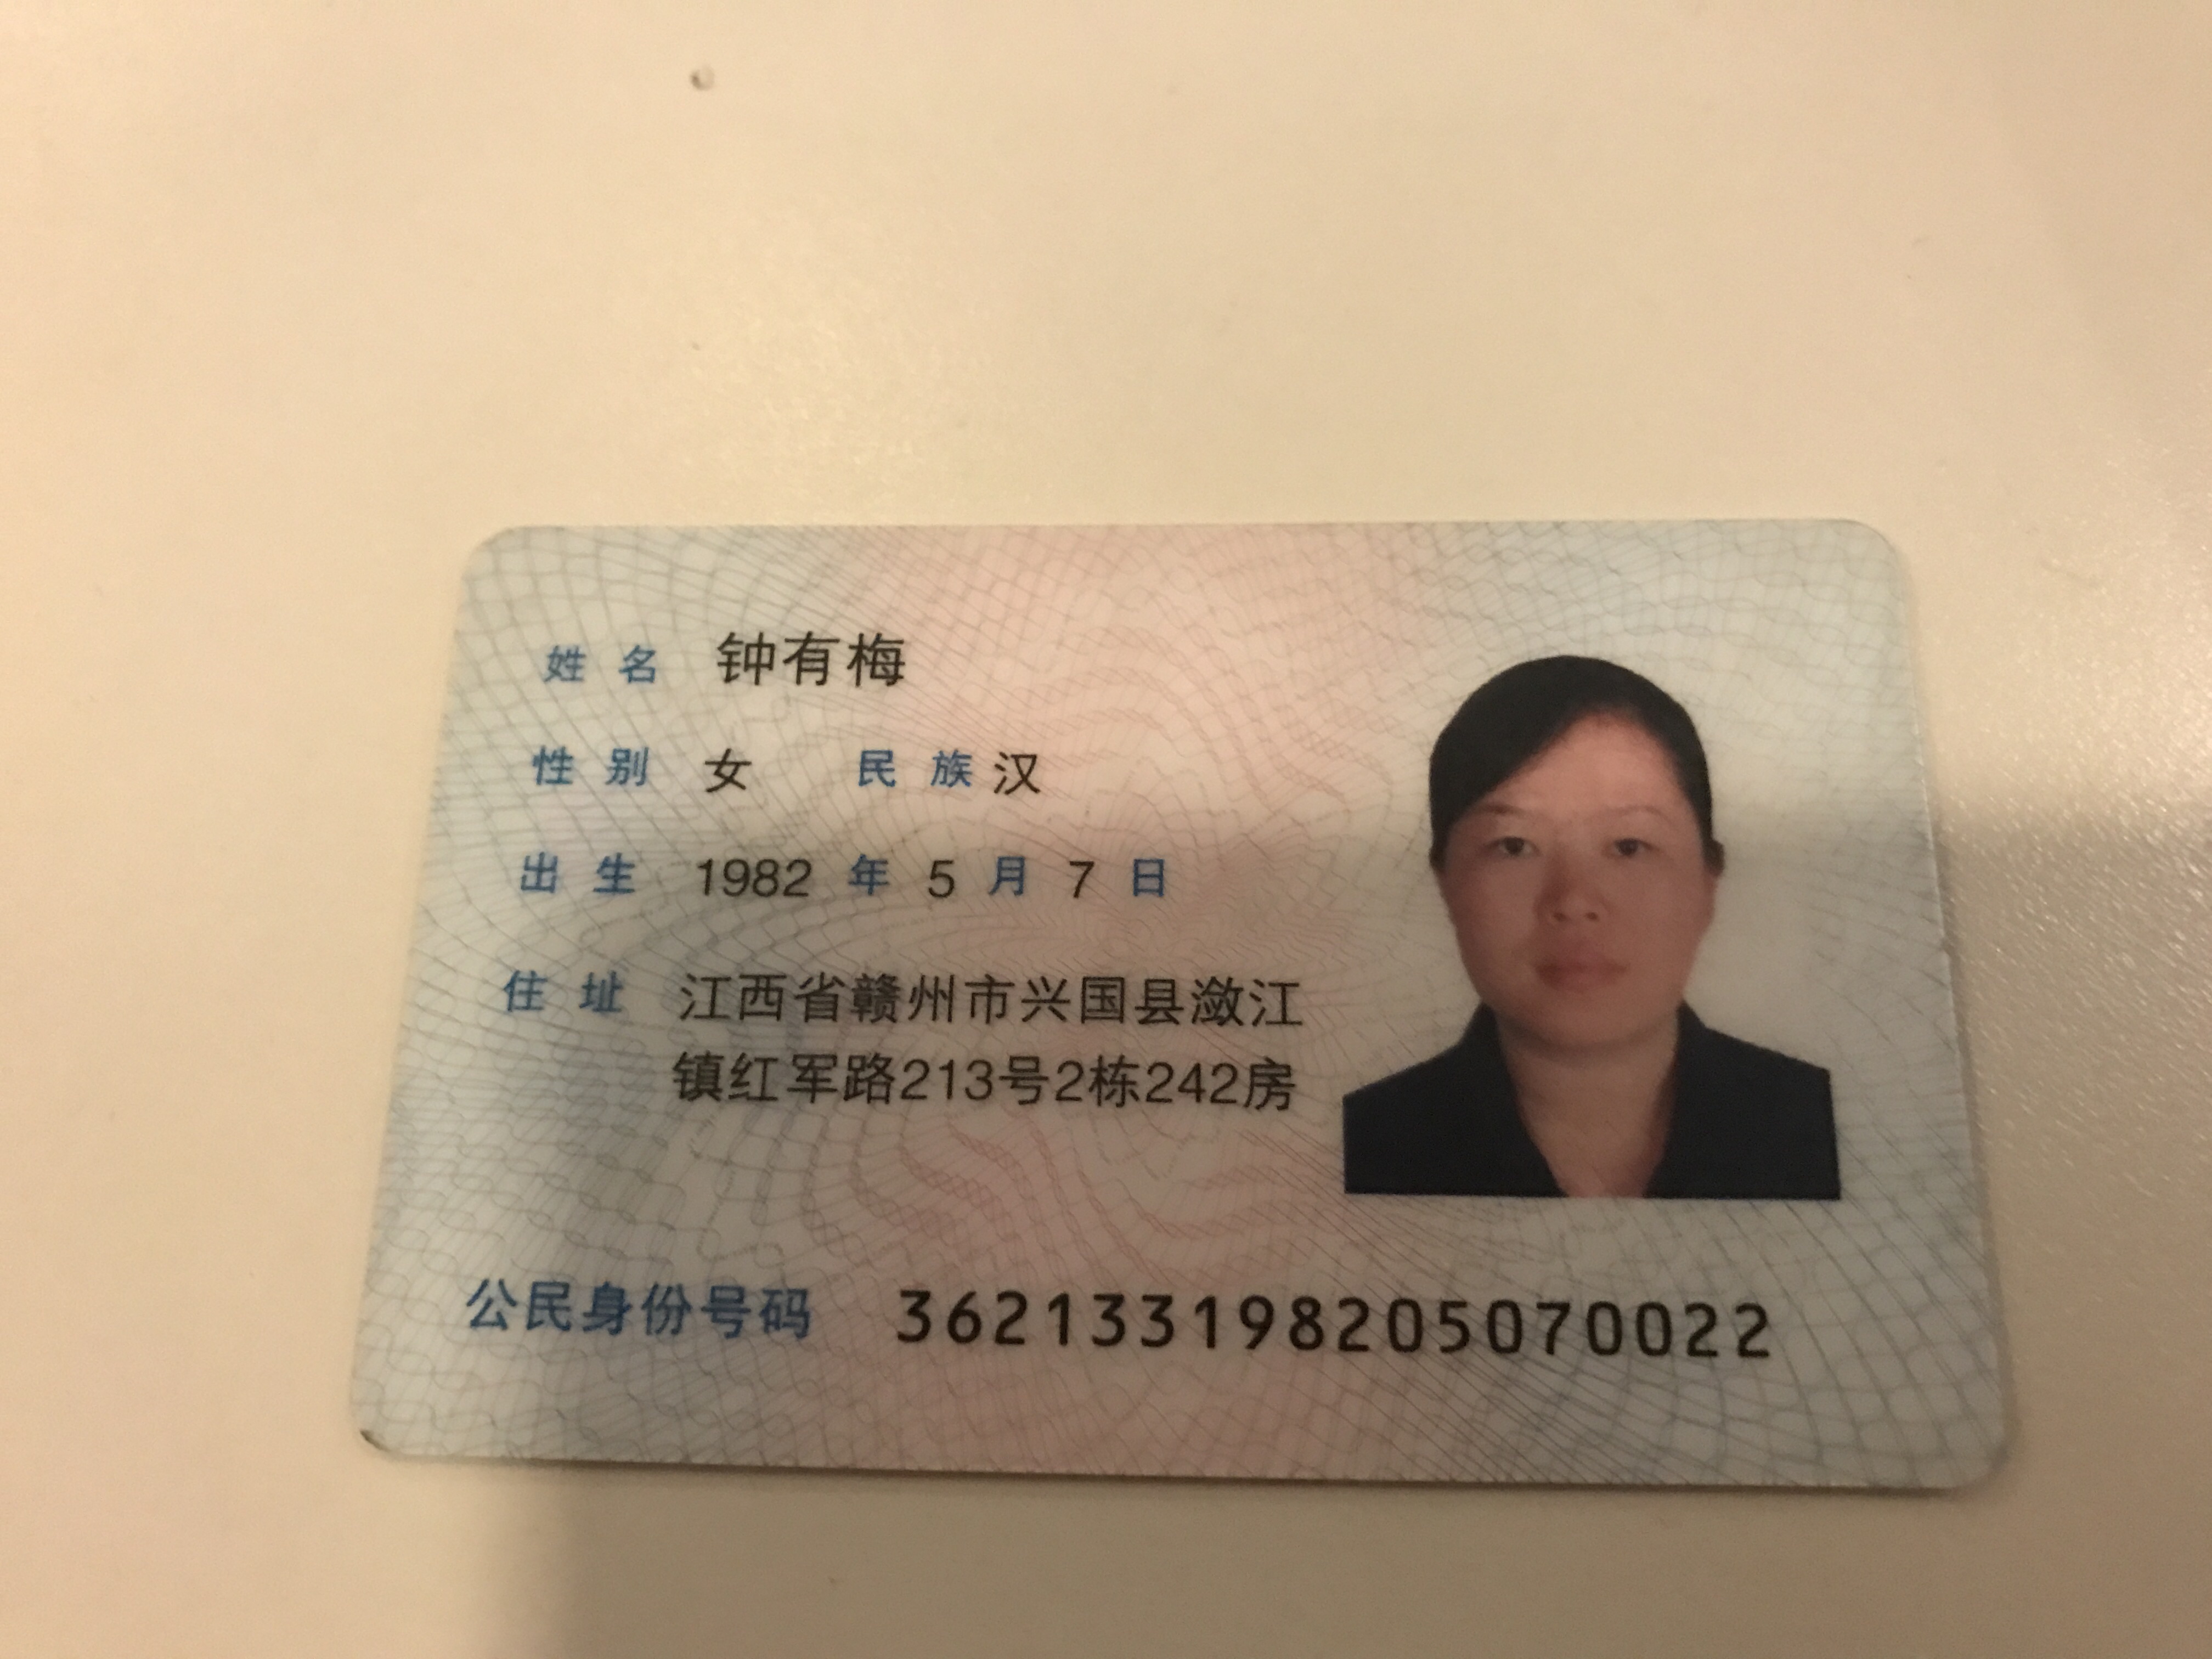 姓名 钟有梅
性别 女 民族 汉
出生 1982 年 5 月 7 日
住址 江西省赣州市兴国县潋江
镇红军路213号2栋242房
公民身份号码 362133198205070022